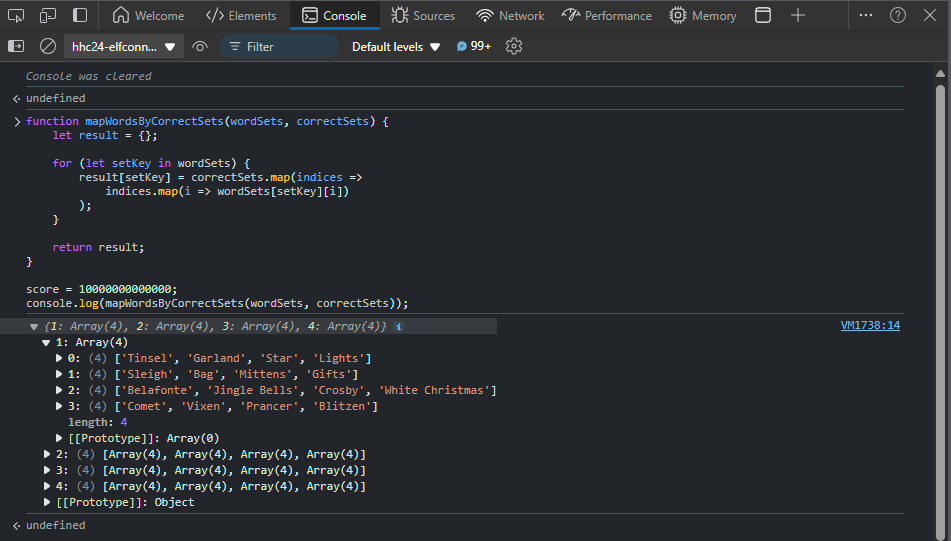 Welcome Elements Console Sources Network Performance Memory
hhc24-elfconn... Filter Default levels 99+
Console was cleared
undefined
function mapWordsByCorrectSets(wordSets, correctSets) {
let result = {};
for (let setKey in wordSets) {
result[setKey] = correctSets.map(indices =>
indices.map(i => wordSets[setKey][i])
);
}
return result;
}
score = 10000000000000;
console.log(mapWordsByCorrectSets(wordSets, correctSets));
{1: Array(4), 2: Array(4), 3: Array(4), 4: Array(4)} i VM1738:14
1: Array(4)
0: (4) ['Tinsel', 'Garland', 'Star', 'Lights']
1: (4) ['Sleigh', 'Bag', 'Mittens', 'Gifts']
2: (4) ['Belafonte', 'Jingle Bells', 'Crosby', 'White Christmas']
3: (4) ['Comet', 'Vixen', 'Prancer', 'Blitzen']
length: 4
[[Prototype]]: Array(0)
2: (4) [Array(4), Array(4), Array(4), Array(4)]
3: (4) [Array(4), Array(4), Array(4), Array(4)]
4: (4) [Array(4), Array(4), Array(4), Array(4)]
[[Prototype]]: Object
undefined